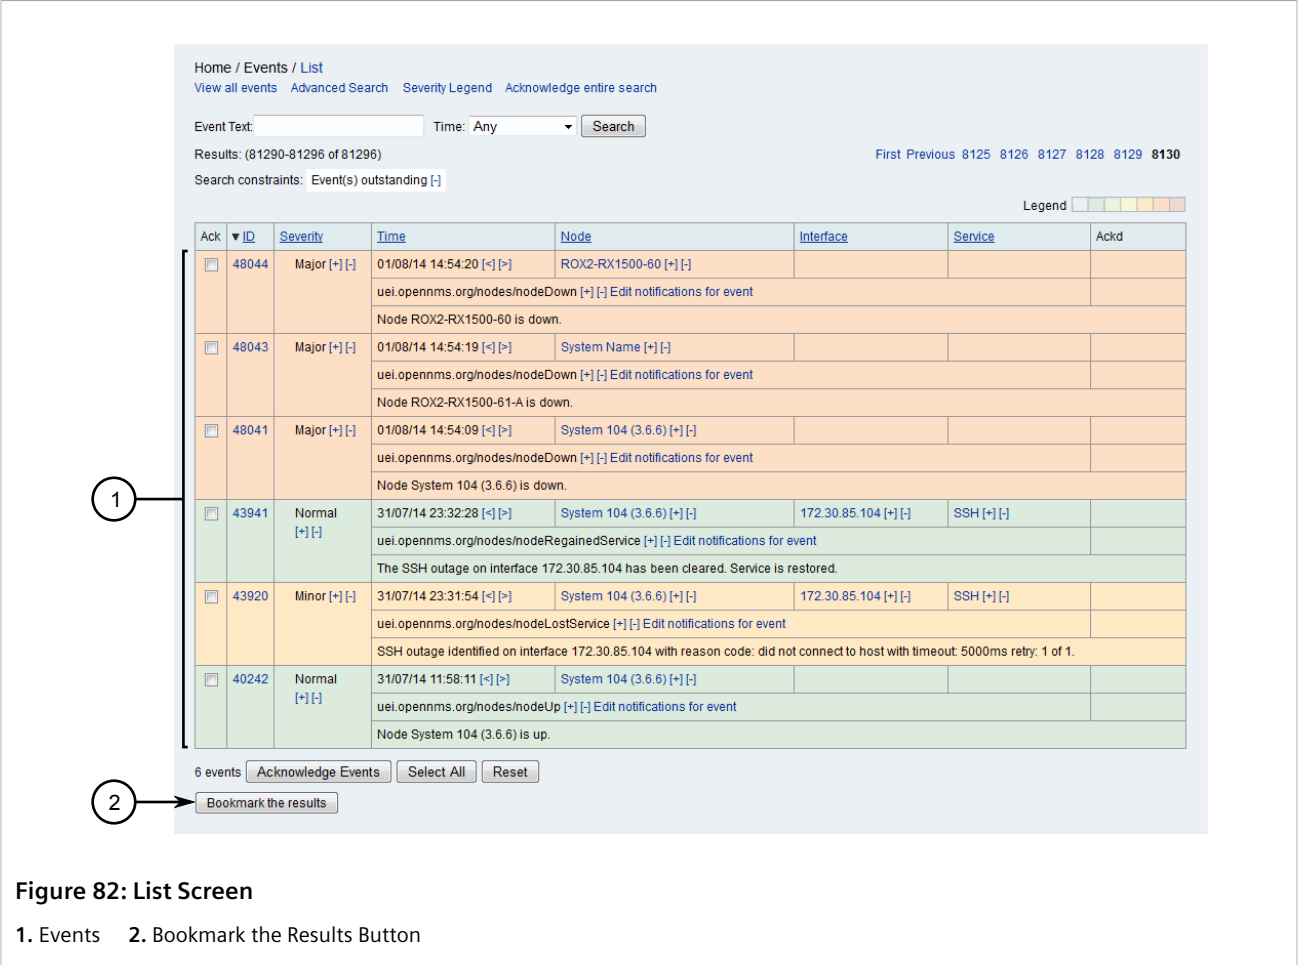 Home / Events / List
View all events Advanced Search Severity Legend Acknowledge entire search
Event Text: Time: Any Search
Results: (81290-81296 of 81296) First Previous 8125 8126 8127 8128 8129 8130
Search constraints: Event(s) outstanding [-]
Legend
Ack ▼ID Severity Time Node Interface Service Ackd
48044 Major [+] [-] 01/08/14 14:54:20 [<] [>] ROX2-RX1500-60 [+] [-]
uei.opennms.org/nodes/nodeDown [+] [-] Edit notifications for event
Node ROX2-RX1500-60 is down.
48043 Major [+] [-] 01/08/14 14:54:19 [<] [>] System Name [+] [-]
uei.opennms.org/nodes/nodeDown [+] [-] Edit notifications for event
Node ROX2-RX1500-61-A is down.
48041 Major [+] [-] 01/08/14 14:54:09 [<] [>] System 104 (3.6.6) [+] [-]
uei.opennms.org/nodes/nodeDown [+] [-] Edit notifications for event
Node System 104 (3.6.6) is down.
1
43941 Normal [+] [-] 31/07/14 23:32:28 [<] [>] System 104 (3.6.6) [+] [-] 172.30.85.104 [+] [-] SSH [+] [-]
uei.opennms.org/nodes/nodeRegainedService [+] [-] Edit notifications for event
The SSH outage on interface 172.30.85.104 has been cleared. Service is restored.
43920 Minor [+] [-] 31/07/14 23:31:54 [<] [>] System 104 (3.6.6) [+] [-] 172.30.85.104 [+] [-] SSH [+] [-]
uei.opennms.org/nodes/nodeLostService [+] [-] Edit notifications for event
SSH outage identified on interface 172.30.85.104 with reason code: did not connect to host with timeout: 5000ms retry: 1 of 1.
40242 Normal [+] [-] 31/07/14 11:58:11 [<] [>] System 104 (3.6.6) [+] [-]
uei.opennms.org/nodes/nodeUp [+] [-] Edit notifications for event
Node System 104 (3.6.6) is up.
6 events Acknowledge Events Select All Reset
2 Bookmark the results
Figure 82: List Screen
1. Events 2. Bookmark the Results Button